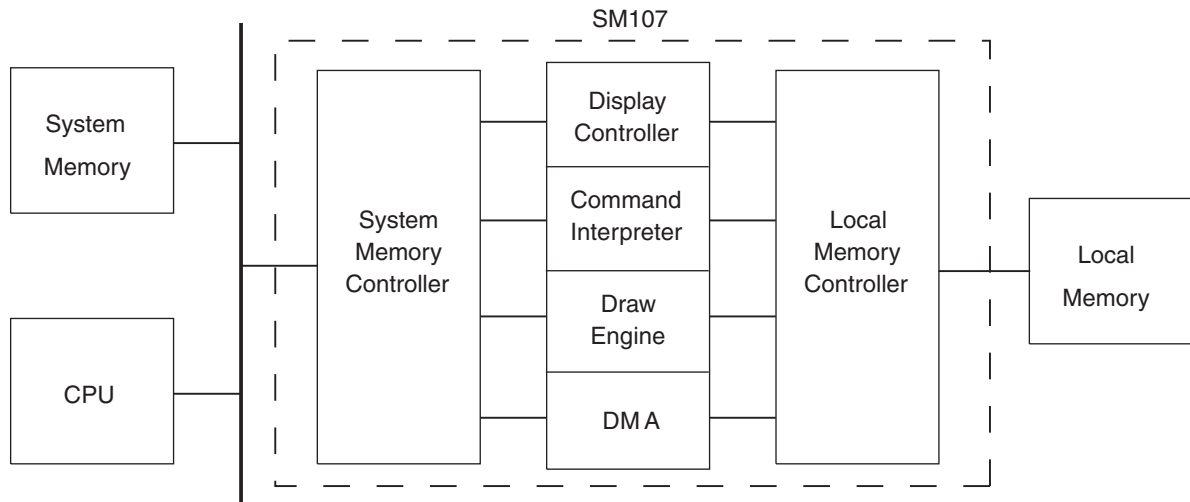 SM107
System
Memory
CPU
System
Memory
Controller
Display
Controller
Command
Interpreter
Draw
Engine
DM A
Local
Memory
Controller
Local
Memory